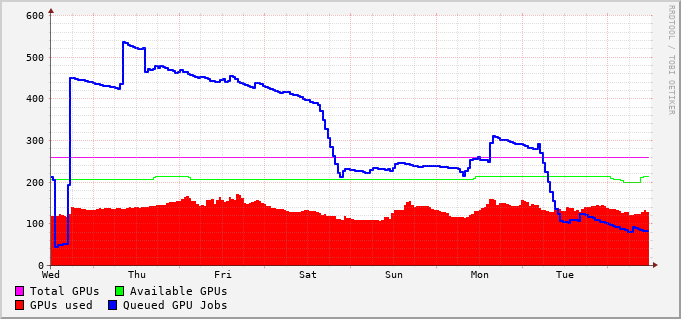 RRDTOOL / TOBI OETIKER
600
500
400
300
200
100
0
Wed Thu Fri Sat Sun Mon Tue
Total GPUs Available GPUs
GPUs used Queued GPU Jobs